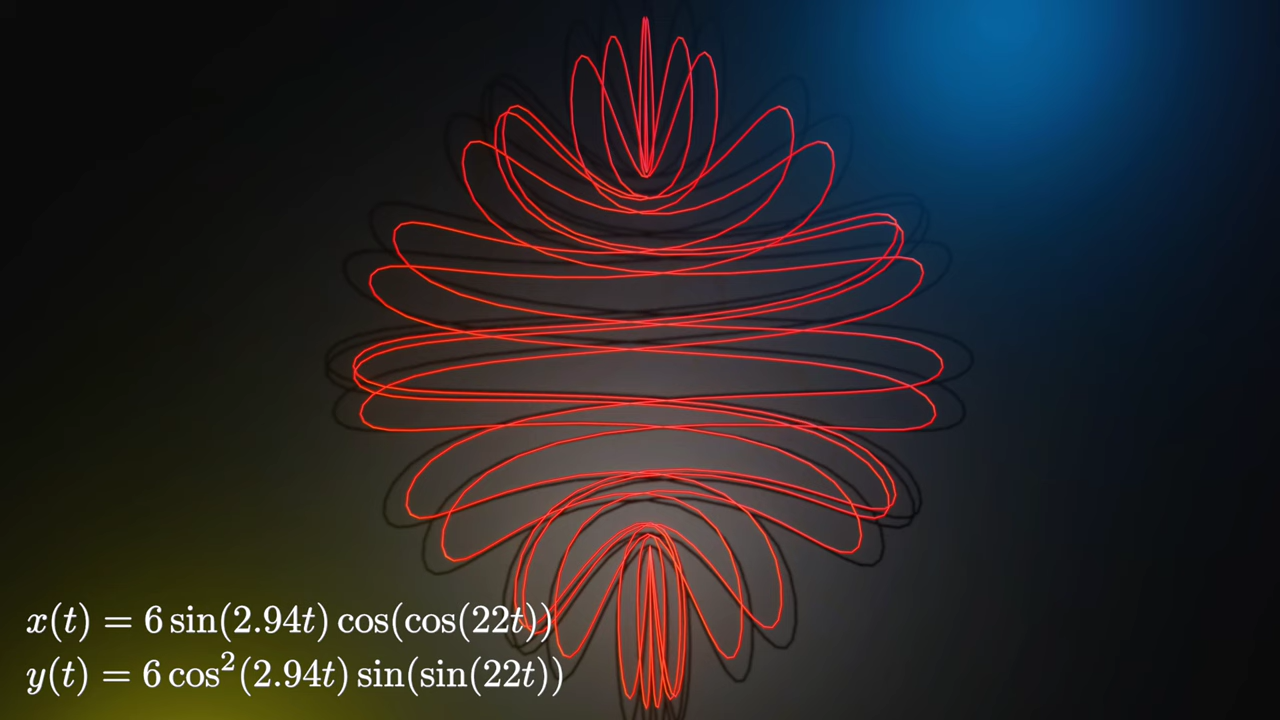 x(t) = 6 sin(2.94t) cos(cos(22t))
y(t) = 6 cos²(2.94t) sin(sin(22t))